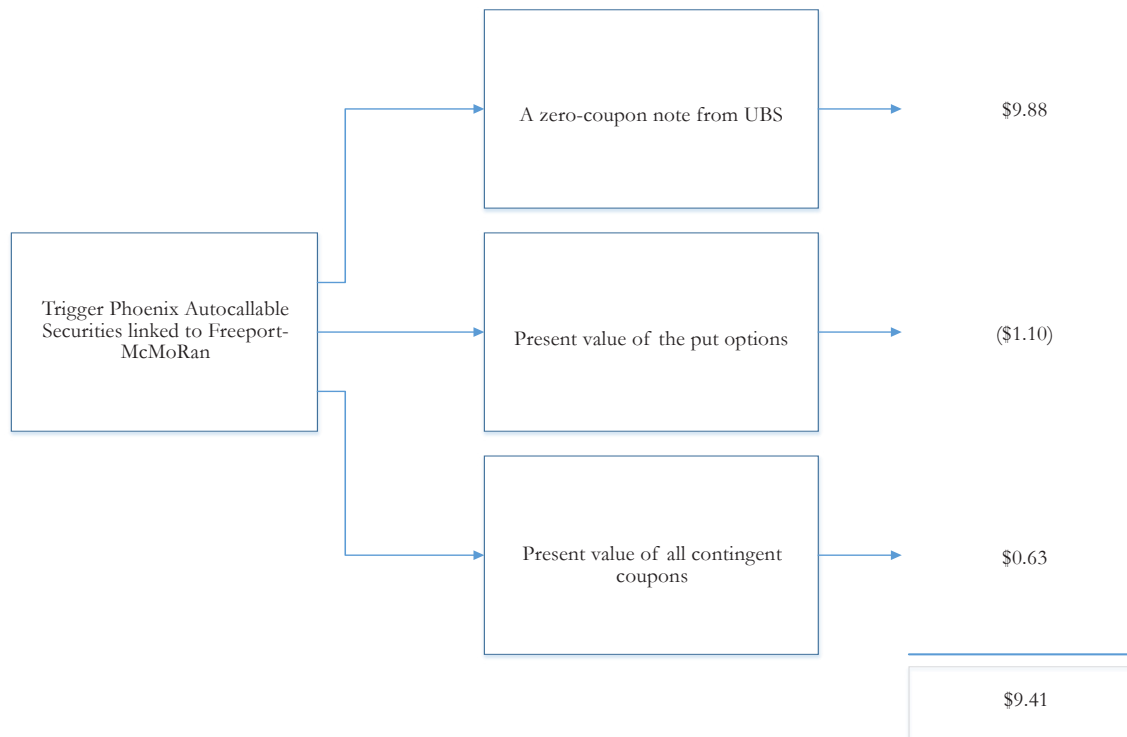 A zero-coupon note from UBS
$9.88
Trigger Phoenix Autocallable
Securities linked to Freeport-
McMoRan
Present value of the put options
($1.10)
Present value of all contingent
coupons
$0.63
$9.41